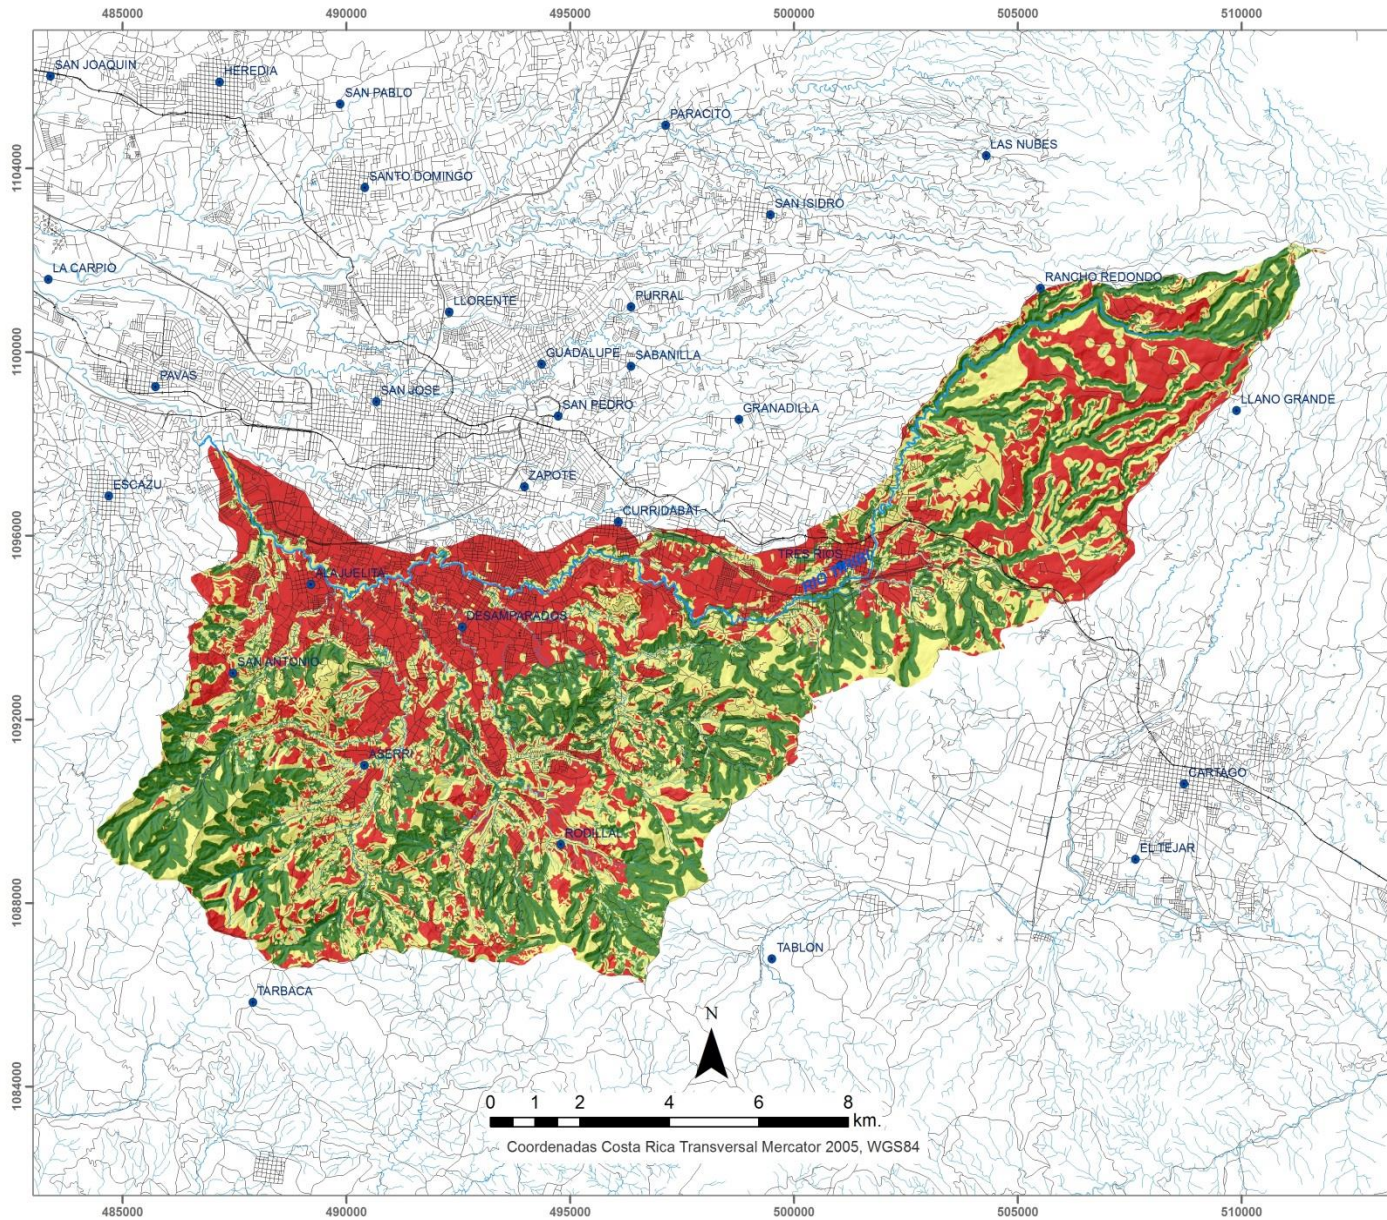 485000
490000
495000
500000
505000
510000
SAN JOAQUIN
HEREDIA
SAN PABLO
PARACITO
LAS NUBES
1104000
SANTO DOMINGO
SAN ISIDRO
LA CARPIO
RANCHO REDONDO
LLORENTE
PURRAL
1100000
GUADALUPE
SABANILLA
PAVAS
SAN JOSE
SAN PEDRO
GRANADILLA
LLANO GRANDE
ESCAZU
ZAPOTE
CURRIDABAT
1096000
TRES RIOS
ALAJUELITA
DESAMPARADOS
SAN ANTONIO
1092000
ASERRI
CARTAGO
RODILLAL
EL TEJAR
1088000
TABLON
TARBACA
N
1084000
0 1 2 4 6 8
km.
Coordenadas Costa Rica Transversal Mercator 2005, WGS84
485000
490000
495000
500000
505000
510000